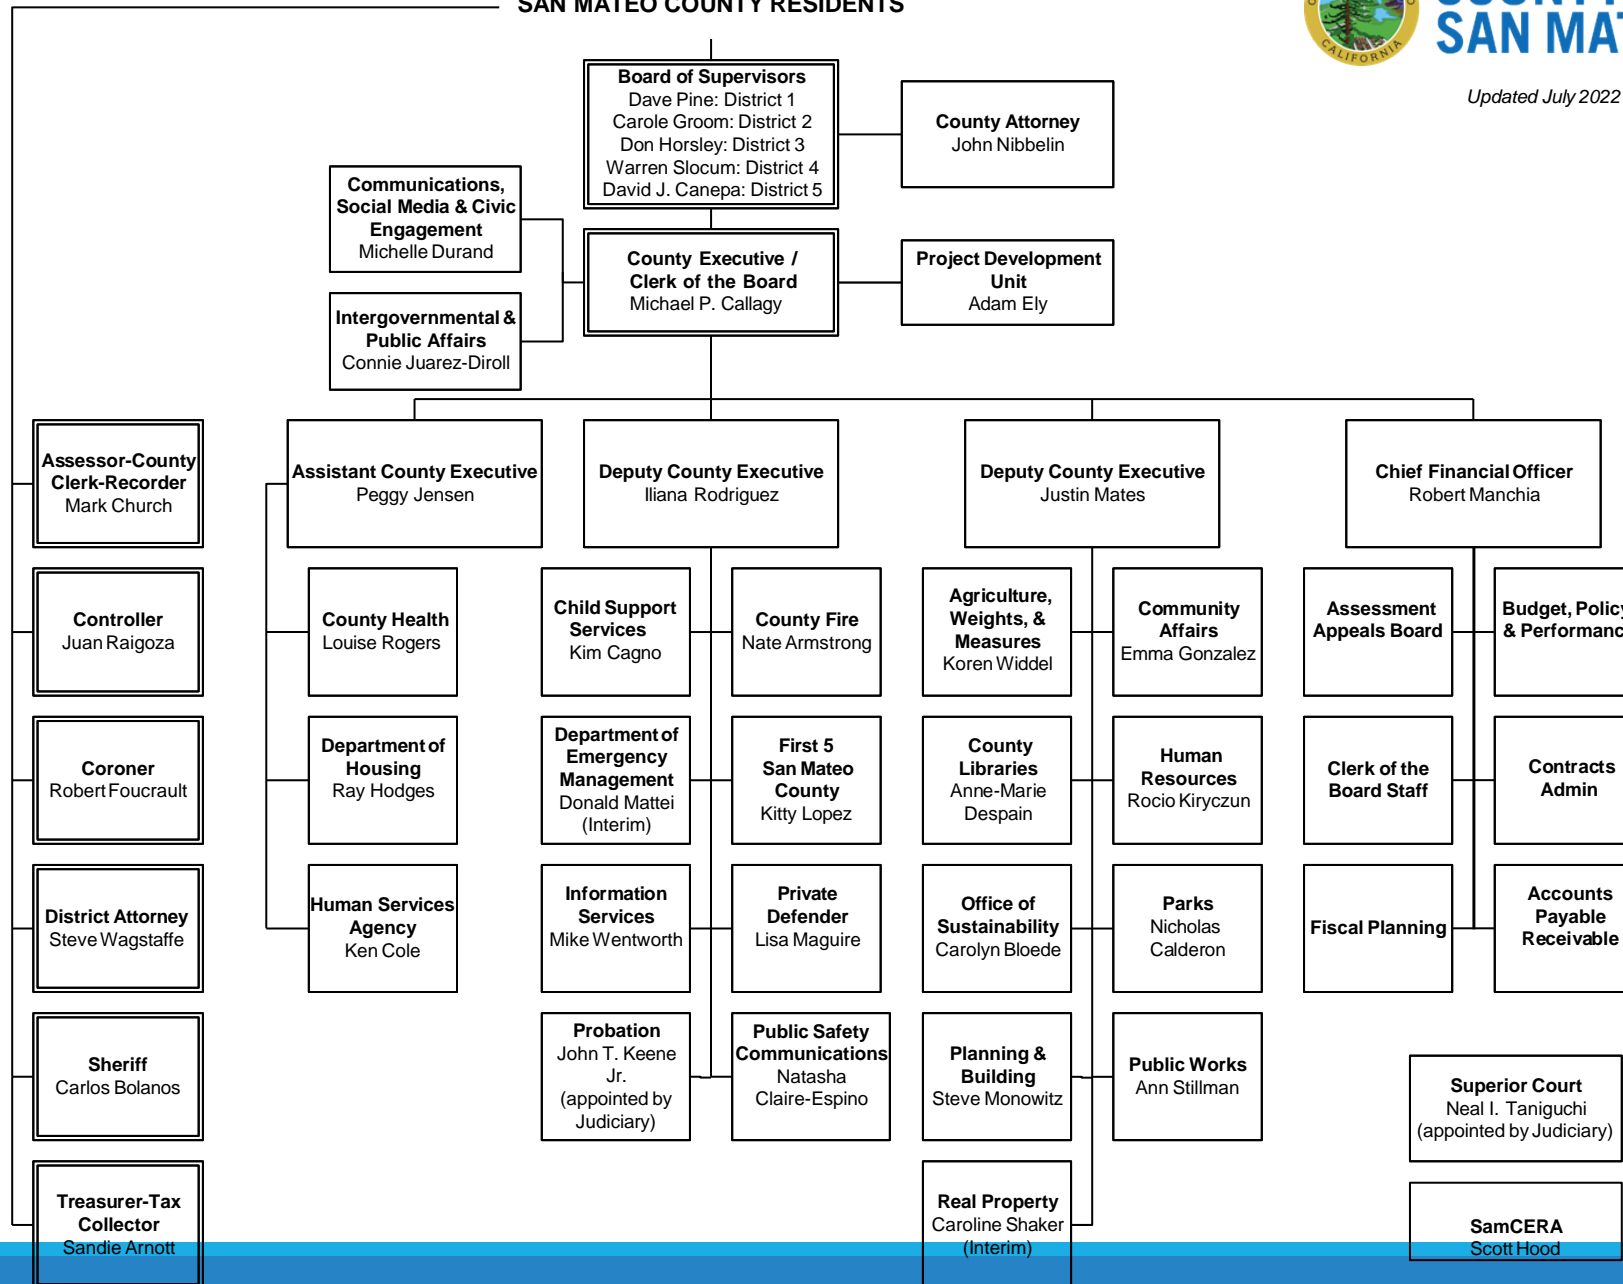 SAN MATEO COUNTY RESIDENTS
CALIFORNIA
SAN MAT
Updated July 2022
Board of Supervisors
Dave Pine: District 1
Carole Groom: District 2
Don Horsley: District 3
Warren Slocum: District 4
David J. Canepa: District 5
County Attorney
John Nibbelin
Communications,
Social Media & Civic
Engagement
Michelle Durand
County Executive /
Clerk of the Board
Michael P. Callagy
Project Development
Unit
Adam Ely
Intergovernmental &
Public Affairs
Connie Juarez-Diroll
Assessor-County
Clerk-Recorder
Mark Church
Assistant County Executive
Peggy Jensen
Deputy County Executive
Iliana Rodriguez
Deputy County Executive
Justin Mates
Chief Financial Officer
Robert Manchia
Controller
Juan Raigoza
County Health
Louise Rogers
Child Support
Services
Kim Cagno
County Fire
Nate Armstrong
Agriculture,
Weights, &
Measures
Koren Widdel
Community
Affairs
Emma Gonzalez
Assessment
Appeals Board
Budget, Policy
& Performanc
Coroner
Robert Foucrault
Department of
Housing
Ray Hodges
Department of
Emergency
Management
Donald Mattei
(Interim)
First 5
San Mateo
County
Kitty Lopez
County
Libraries
Anne-Marie
Despain
Human
Resources
Rocio Kiryczun
Clerk of the
Board Staff
Contracts
Admin
District Attorney
Steve Wagstaffe
Human Services
Agency
Ken Cole
Information
Services
Mike Wentworth
Private
Defender
Lisa Maguire
Office of
Sustainability
Carolyn Bloede
Parks
Nicholas
Calderon
Fiscal Planning
Accounts
Payable
Receivable
Sheriff
Carlos Bolanos
Probation
John T. Keene
Jr.
(appointed by
Judiciary)
Public Safety
Communications
Natasha
Claire-Espino
Planning &
Building
Steve Monowitz
Public Works
Ann Stillman
Superior Court
Neal I. Taniguchi
(appointed by Judiciary)
Treasurer-Tax
Collector
Sandie Arnott
Real Property
Caroline Shaker
(Interim)
SamCERA
Scott Hood